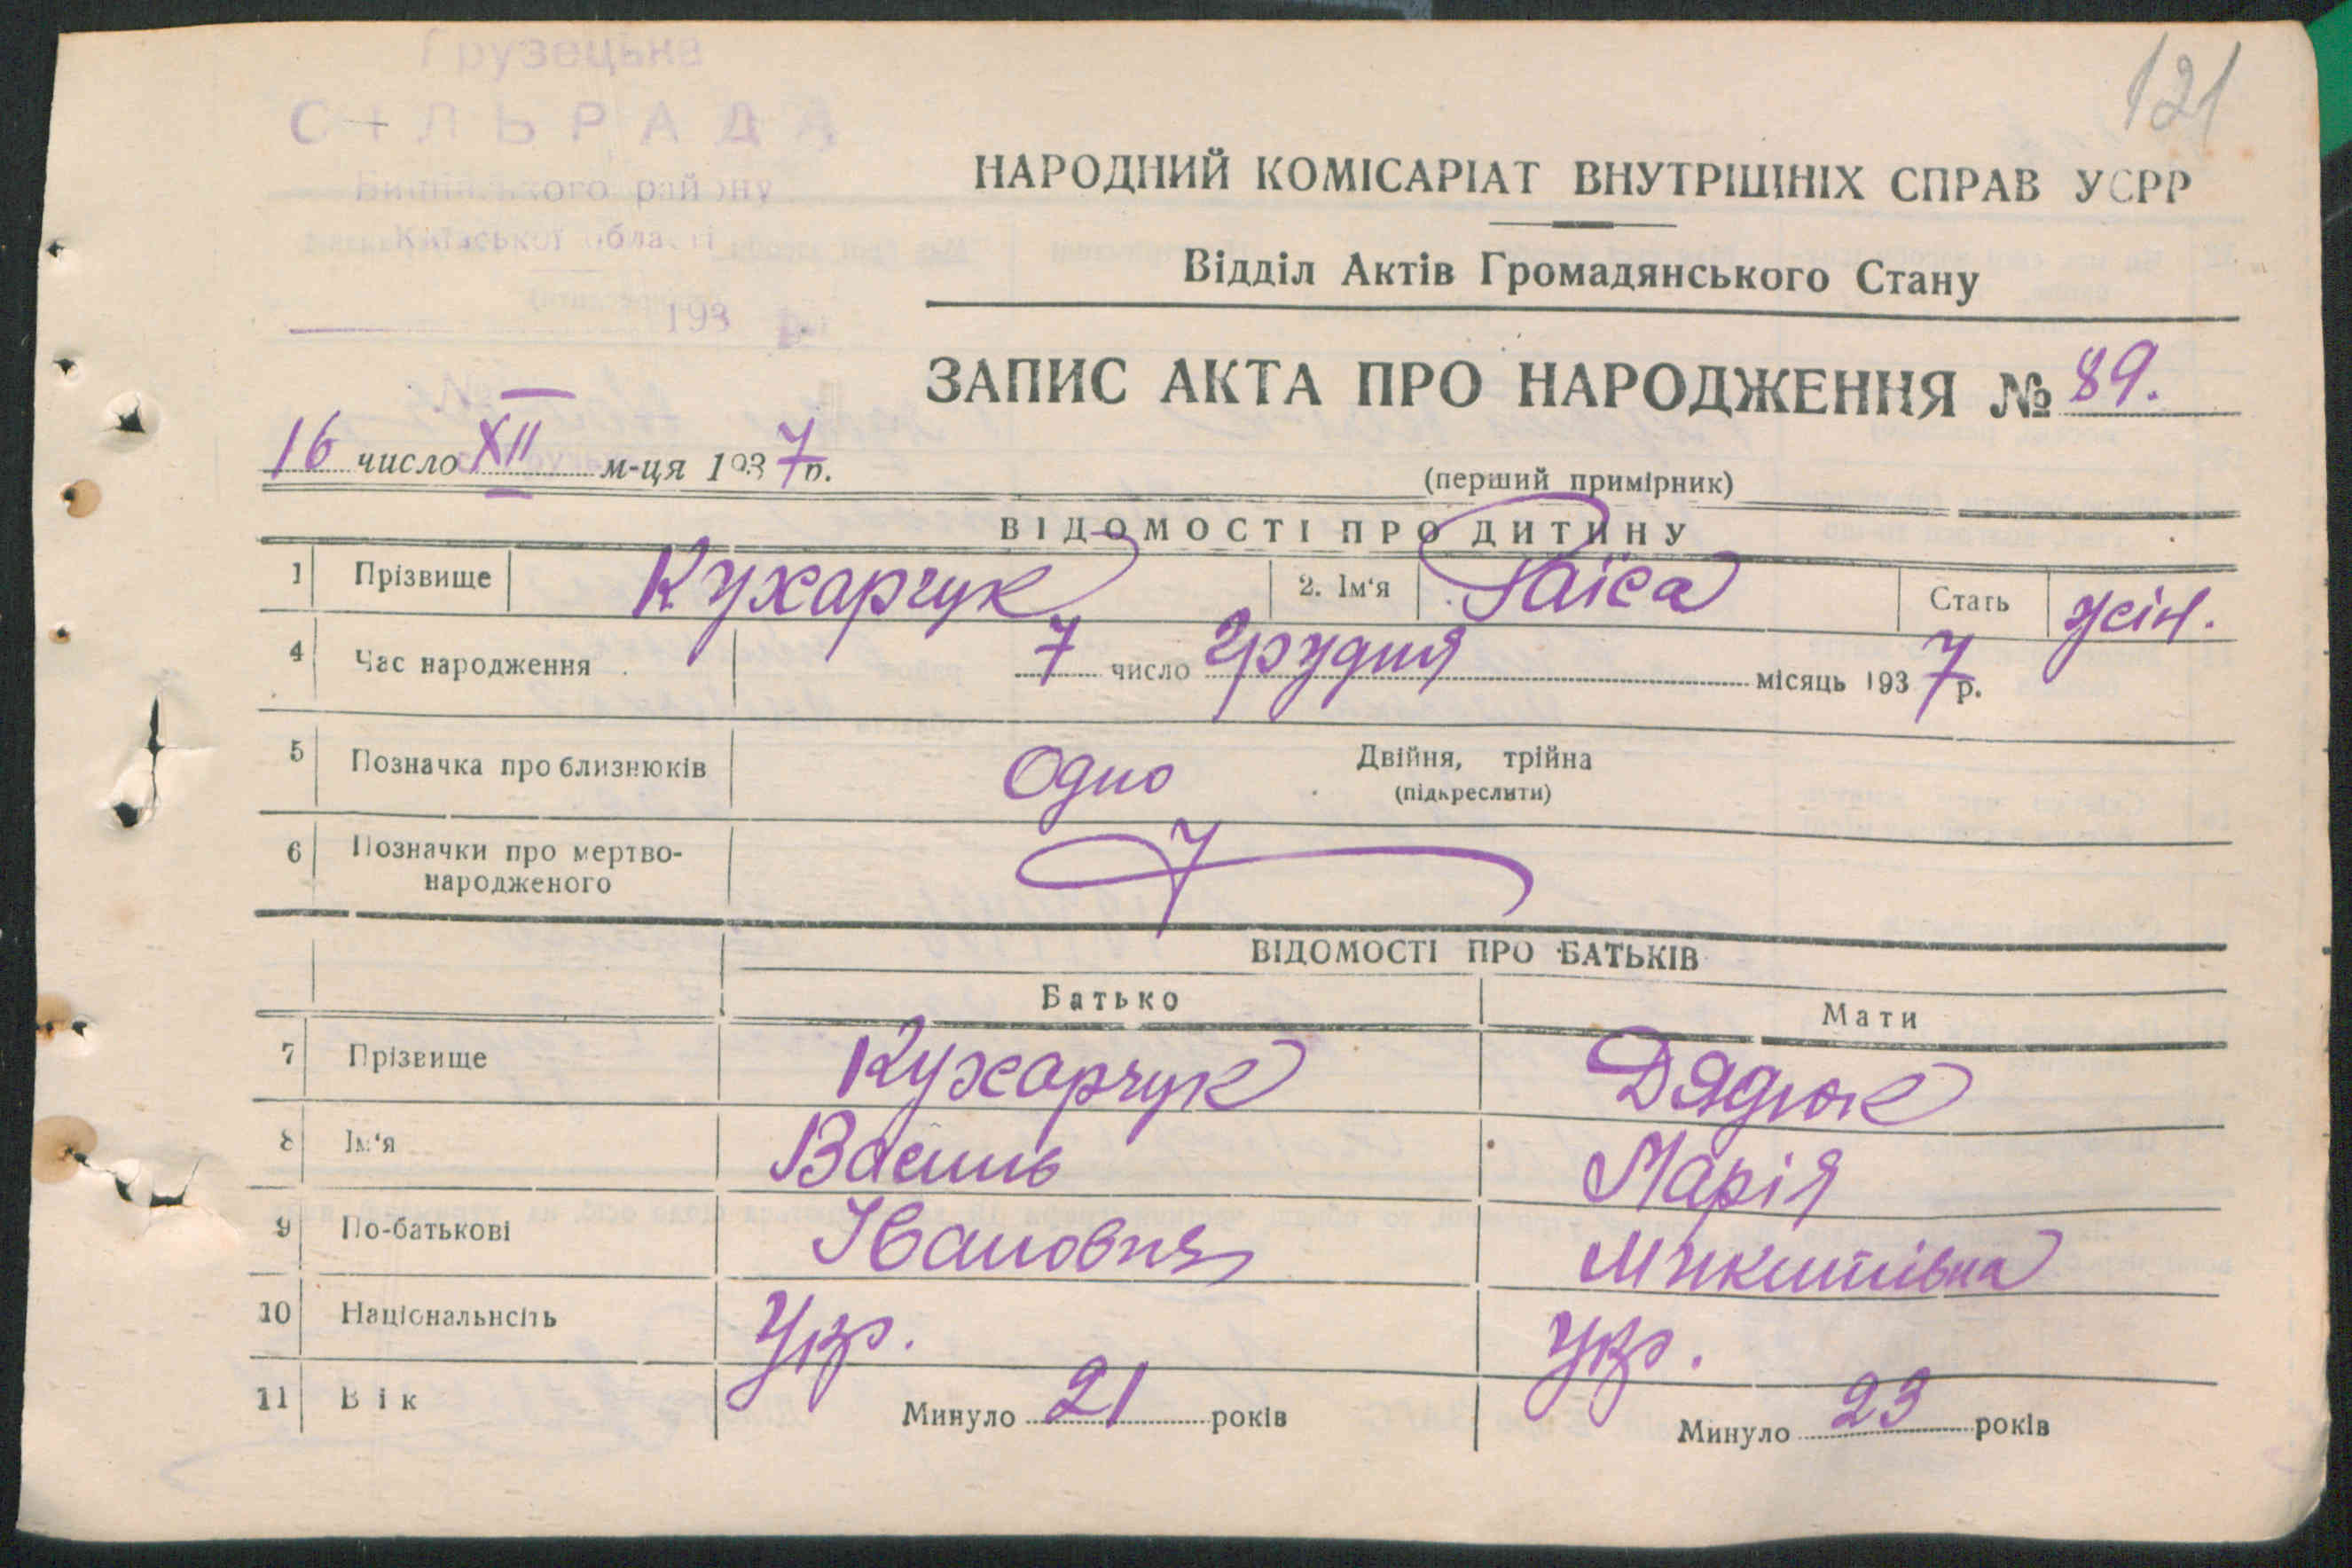 121
Грузецька
СІЛЬРАДА
району
Київської області
193 р.
НАРОДНИЙ КОМІСАРІАТ ВНУТРІШНІХ СПРАВ УСРР
Відділ Актів Громадянського Стану
ЗАПИС АКТА ПРО НАРОДЖЕННЯ № 89.
16 число XII м-ця 1937 р.
(перший примірник)
ВІДОМОСТІ ПРО ДИТИНУ
1 Прізвище Кухарчук 2. Ім'я Раїса Стать жін.
4 Час народження 7 число грудня місяць 1937 р.
5 Позначка про близнюків Одно Двійня, трійна
(підкреслити)
6 Позначки про мертво-
народженого
ВІДОМОСТІ ПРО БАТЬКІВ
Батько Мати
7 Прізвище Кухарчук Дядюк
8 Ім'я Василь Марія
9 По-батькові Іванович Микитівна
10 Національнсіть Укр. Укр.
11 Вік Минуло 21 років Минуло 23 років